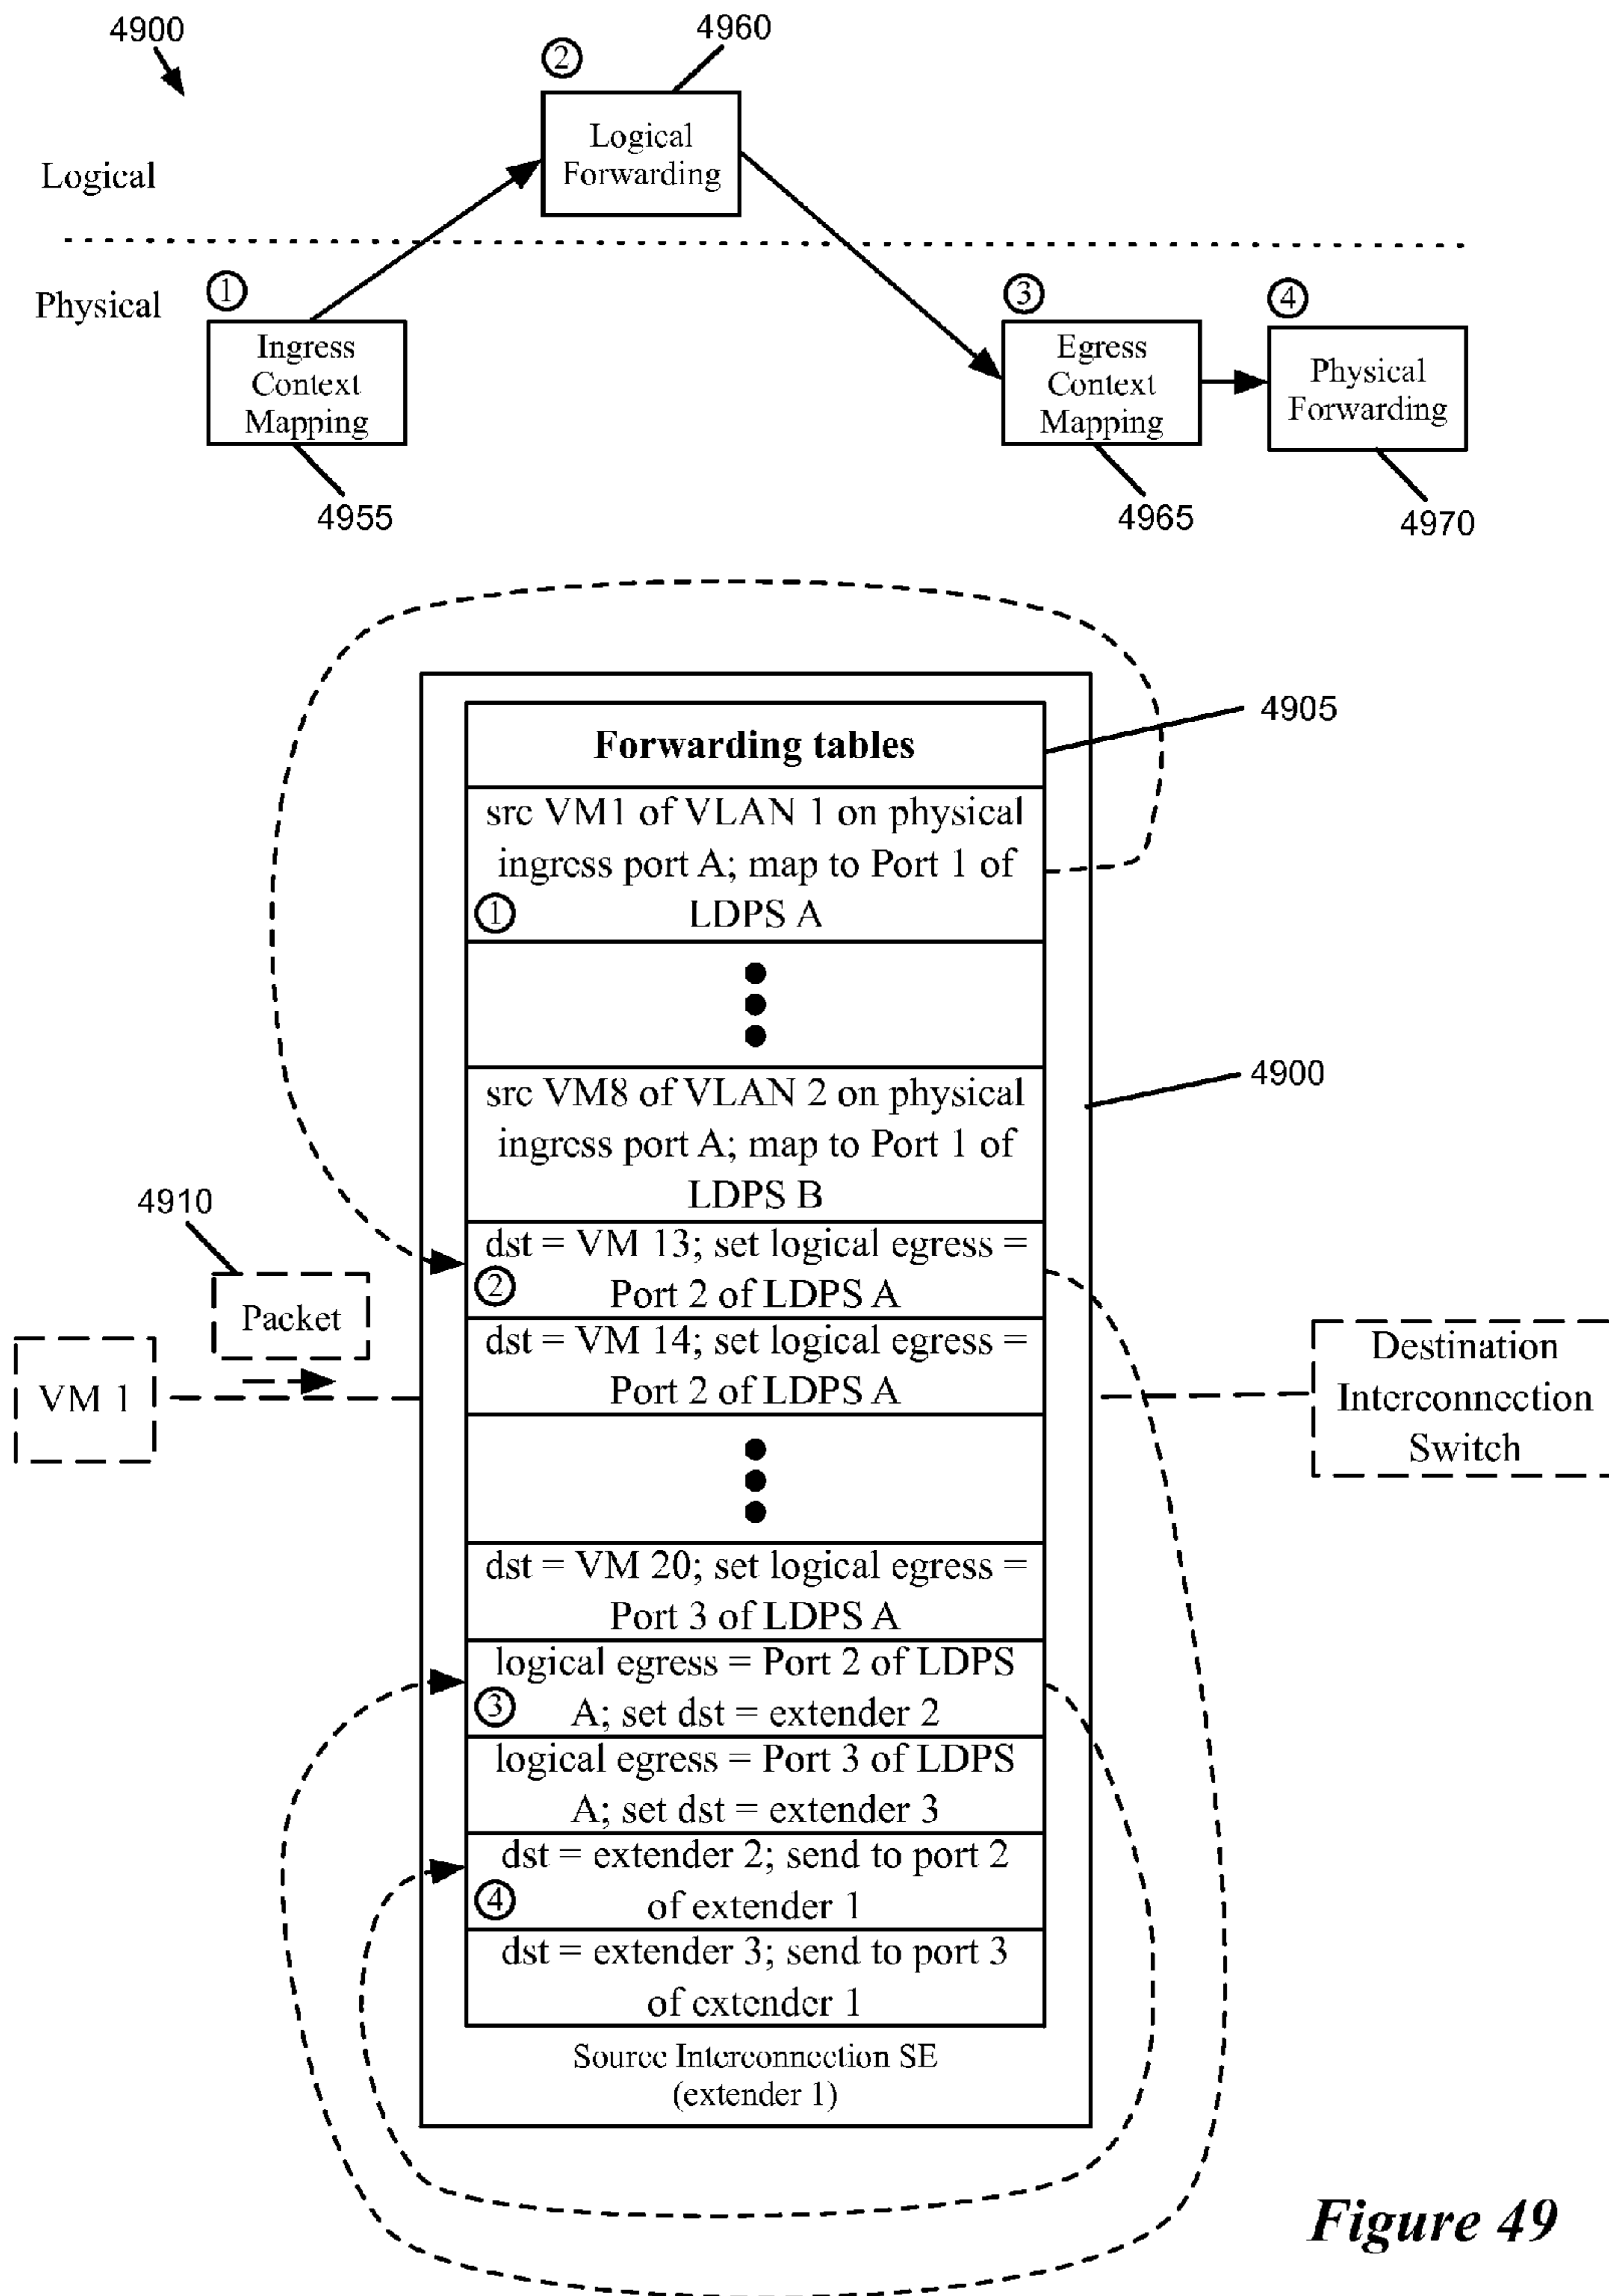 4900
4960
②
Logical
Forwarding
Logical
Physical
①
③
④
Ingress
Context
Mapping
Egress
Context
Mapping
Physical
Forwarding
4955
4965
4970
4905
Forwarding tables
src VM1 of VLAN 1 on physical
ingress port A; map to Port 1 of
① LDPS A
4900
src VM8 of VLAN 2 on physical
ingress port A; map to Port 1 of
LDPS B
4910
Packet
VM 1
dst = VM 13; set logical egress =
② Port 2 of LDPS A
dst = VM 14; set logical egress =
Port 2 of LDPS A
Destination
Interconnection
Switch
dst = VM 20; set logical egress =
Port 3 of LDPS A
logical egress = Port 2 of LDPS
③ A; set dst = extender 2
logical egress = Port 3 of LDPS
A; set dst = extender 3
dst = extender 2; send to port 2
④ of extender 1
dst = extender 3; send to port 3
of extender 1
Source Interconnection SE
(extender 1)
Figure 49